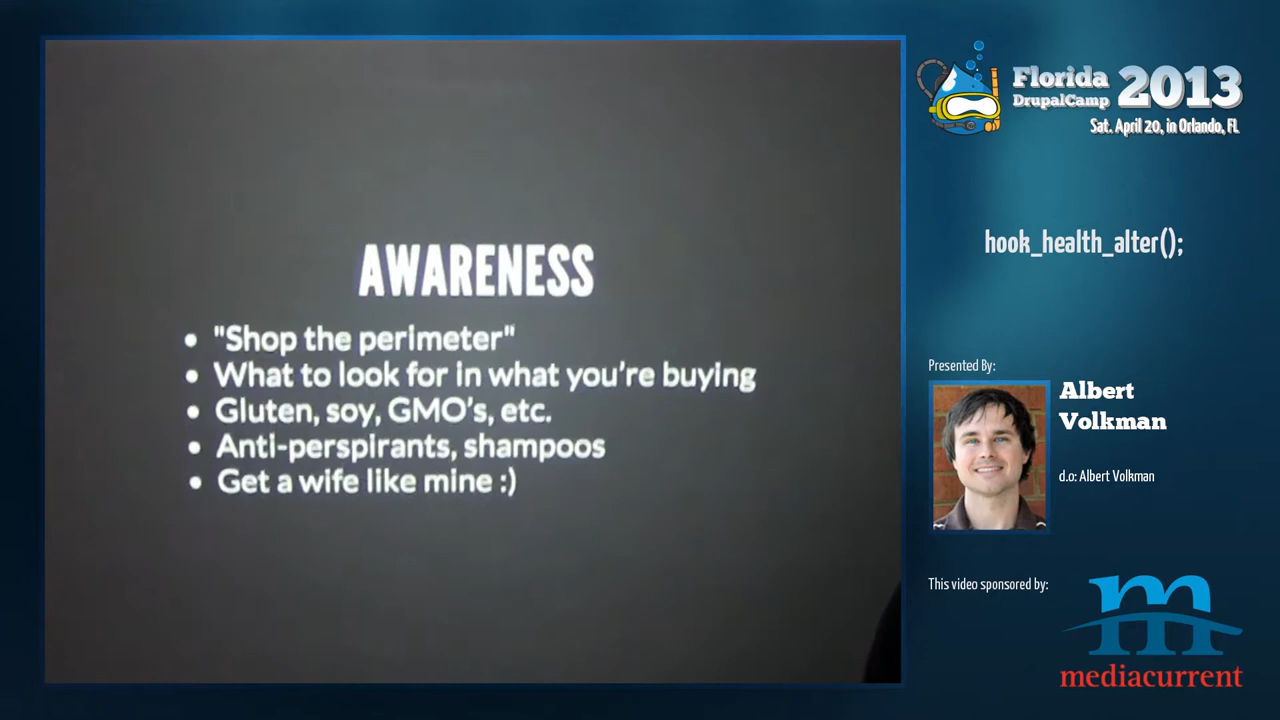 AWARENESS
"Shop the perimeter"
What to look for in what you're buying
Gluten, soy, GMO's, etc.
Anti-perspirants, shampoos
Get a wife like mine :)
Florida
DrupalCamp
2013
Sat. April 20, in Orlando, FL
hook_health_alter();
Presented By:
Albert
Volkman
d.o: Albert Volkman
This video sponsored by:
m
mediacurrent